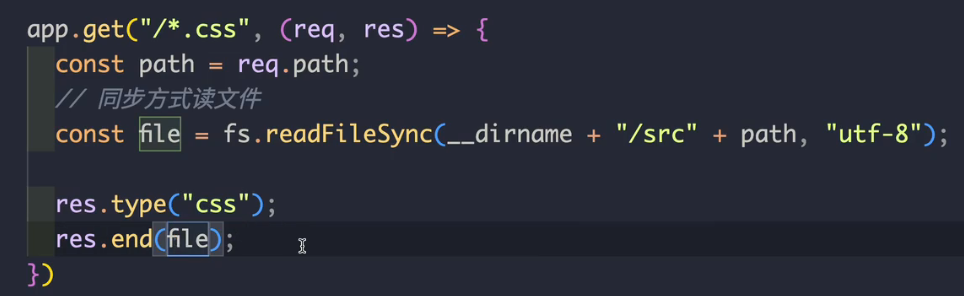 app.get("/*.css", (req, res) => {
const path = req.path;
// 同步方式读文件
const file = fs.readFileSync(__dirname + "/src" + path, "utf-8");
res.type("css");
res.end(file);
})